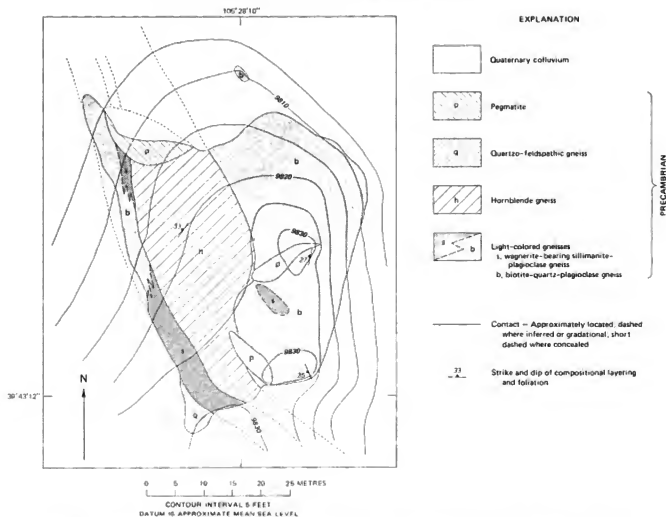 106°28'10"
EXPLANATION
Quaternary colluvium
p
Pegmatite
q
Quartzo-feldspathic gneiss
h
Hornblende gneiss
s
b
Light-colored gneisses
s, wagnerite-bearing sillimanite-
plagioclase gneiss
b, biotite-quartz-plagioclase gneiss
PRECAMBRIAN
Contact — Approximately located, dashed
where inferred or gradational, short
dashed where concealed
33
Strike and dip of compositional layering
and foliation
9810
p
b
9820
s
b
33
h
9830
27
p
s
b
s
p
9830
q
9830
39°43'12"
N
0 5 10 15 20 25 METRES
CONTOUR INTERVAL 5 FEET
DATUM IS APPROXIMATE MEAN SEA LEVEL